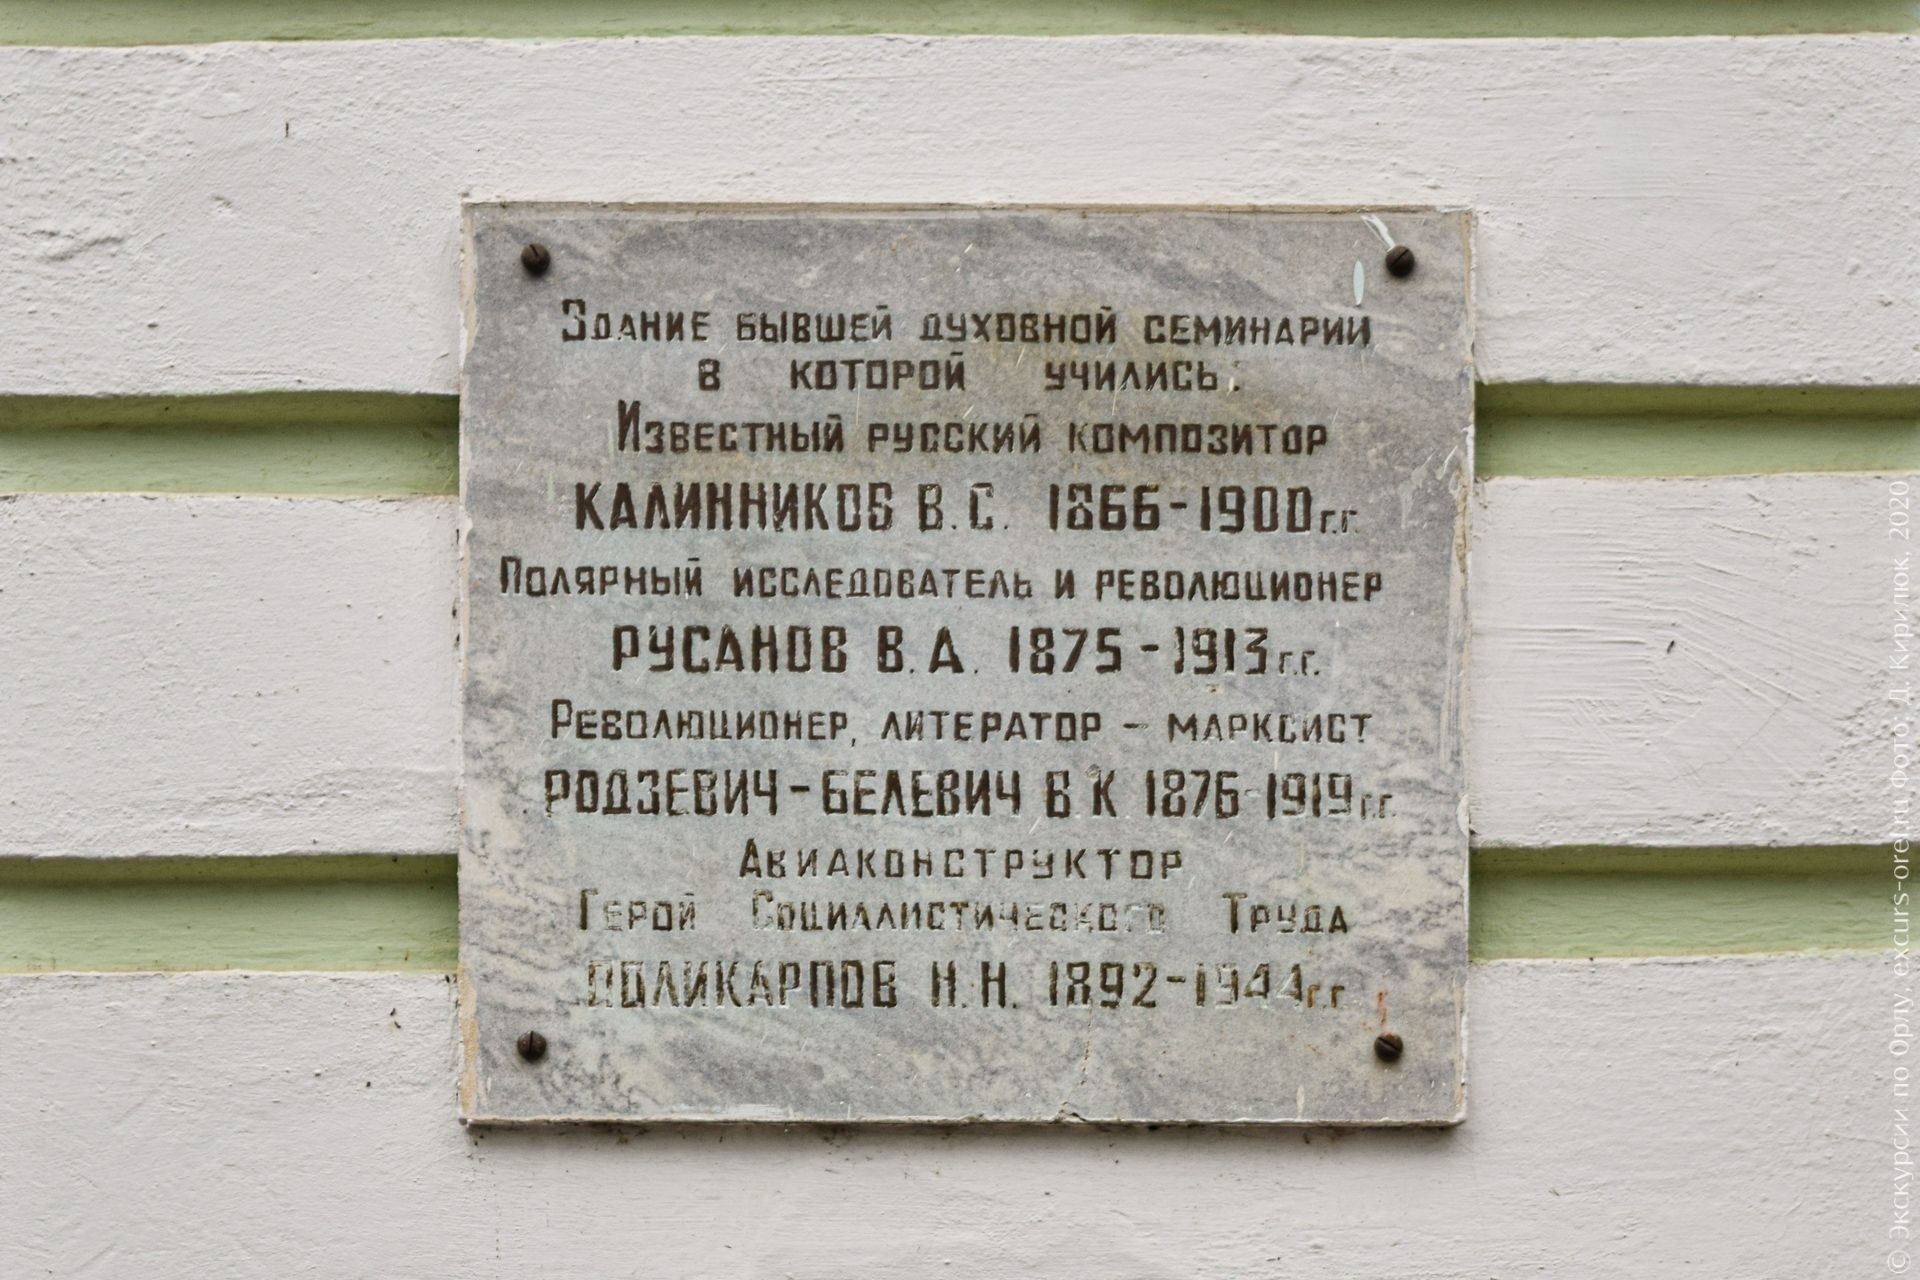 Здание бывшей духовной семинарии
в которой учились:
Известный русский композитор
КАЛИННИКОВ В.С. 1866-1900г.г.
Полярный исследователь и революционер
РУСАНОВ В.А. 1875-1913г.г.
Революционер, литератор - марксист
РОДЗЕВИЧ-БЕЛЕВИЧ В.К 1876-1919г.г.
Авиаконструктор
Герой Социллистического Труда
ПОЛИКАРПОВ Н.Н. 1892-1944г.г.
© Экскурсии по Орлу, excurs-orel.ru Фото: Д. Кирилюк, 2020